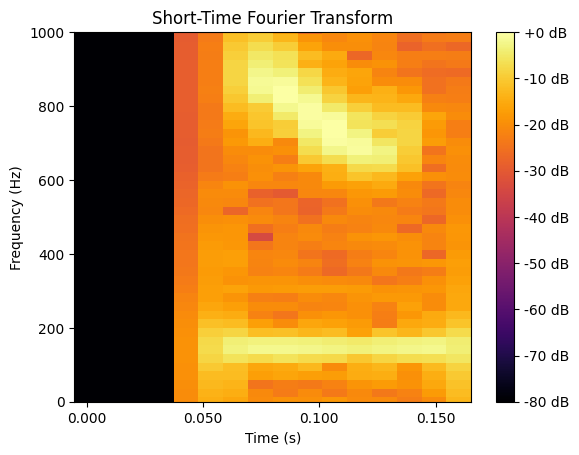 Short-Time Fourier Transform
1000
800
600
400
200
0
Frequency (Hz)
0.000
0.050
0.100
0.150
Time (s)
+0 dB
-10 dB
-20 dB
-30 dB
-40 dB
-50 dB
-60 dB
-70 dB
-80 dB